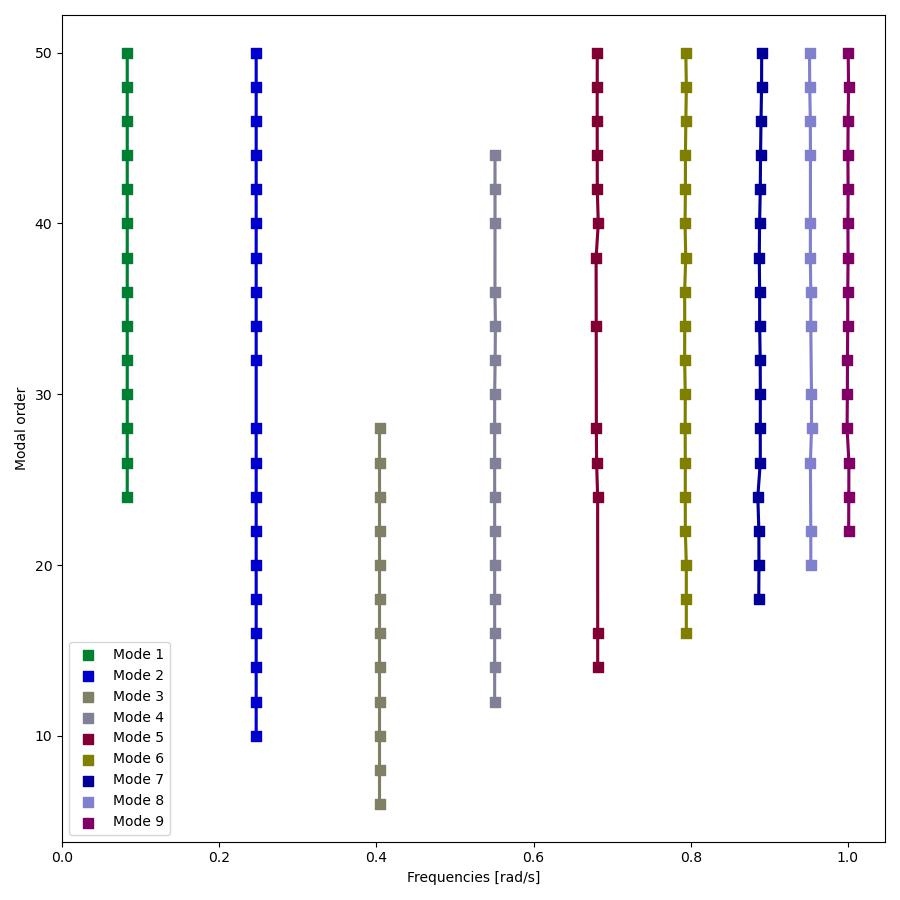 50
40
30
20
10
Modal order
Mode 1
Mode 2
Mode 3
Mode 4
Mode 5
Mode 6
Mode 7
Mode 8
Mode 9
0.0 0.2 0.4 0.6 0.8 1.0
Frequencies [rad/s]